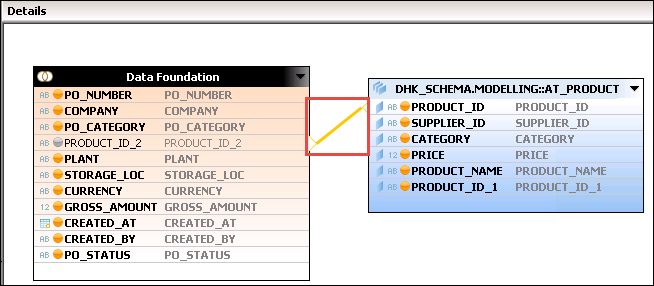 Details
Data Foundation
AB PO_NUMBER PO_NUMBER
AB COMPANY COMPANY
AB PO_CATEGORY PO_CATEGORY
AB PRODUCT_ID_2 PRODUCT_ID_2
AB PLANT PLANT
AB STORAGE_LOC STORAGE_LOC
AB CURRENCY CURRENCY
12 GROSS_AMOUNT GROSS_AMOUNT
CREATED_AT CREATED_AT
AB CREATED_BY CREATED_BY
AB PO_STATUS PO_STATUS
DHK_SCHEMA.MODELLING::AT_PRODUCT
AB PRODUCT_ID PRODUCT_ID
AB SUPPLIER_ID SUPPLIER_ID
AB CATEGORY CATEGORY
12 PRICE PRICE
AB PRODUCT_NAME PRODUCT_NAME
AB PRODUCT_ID_1 PRODUCT_ID_1